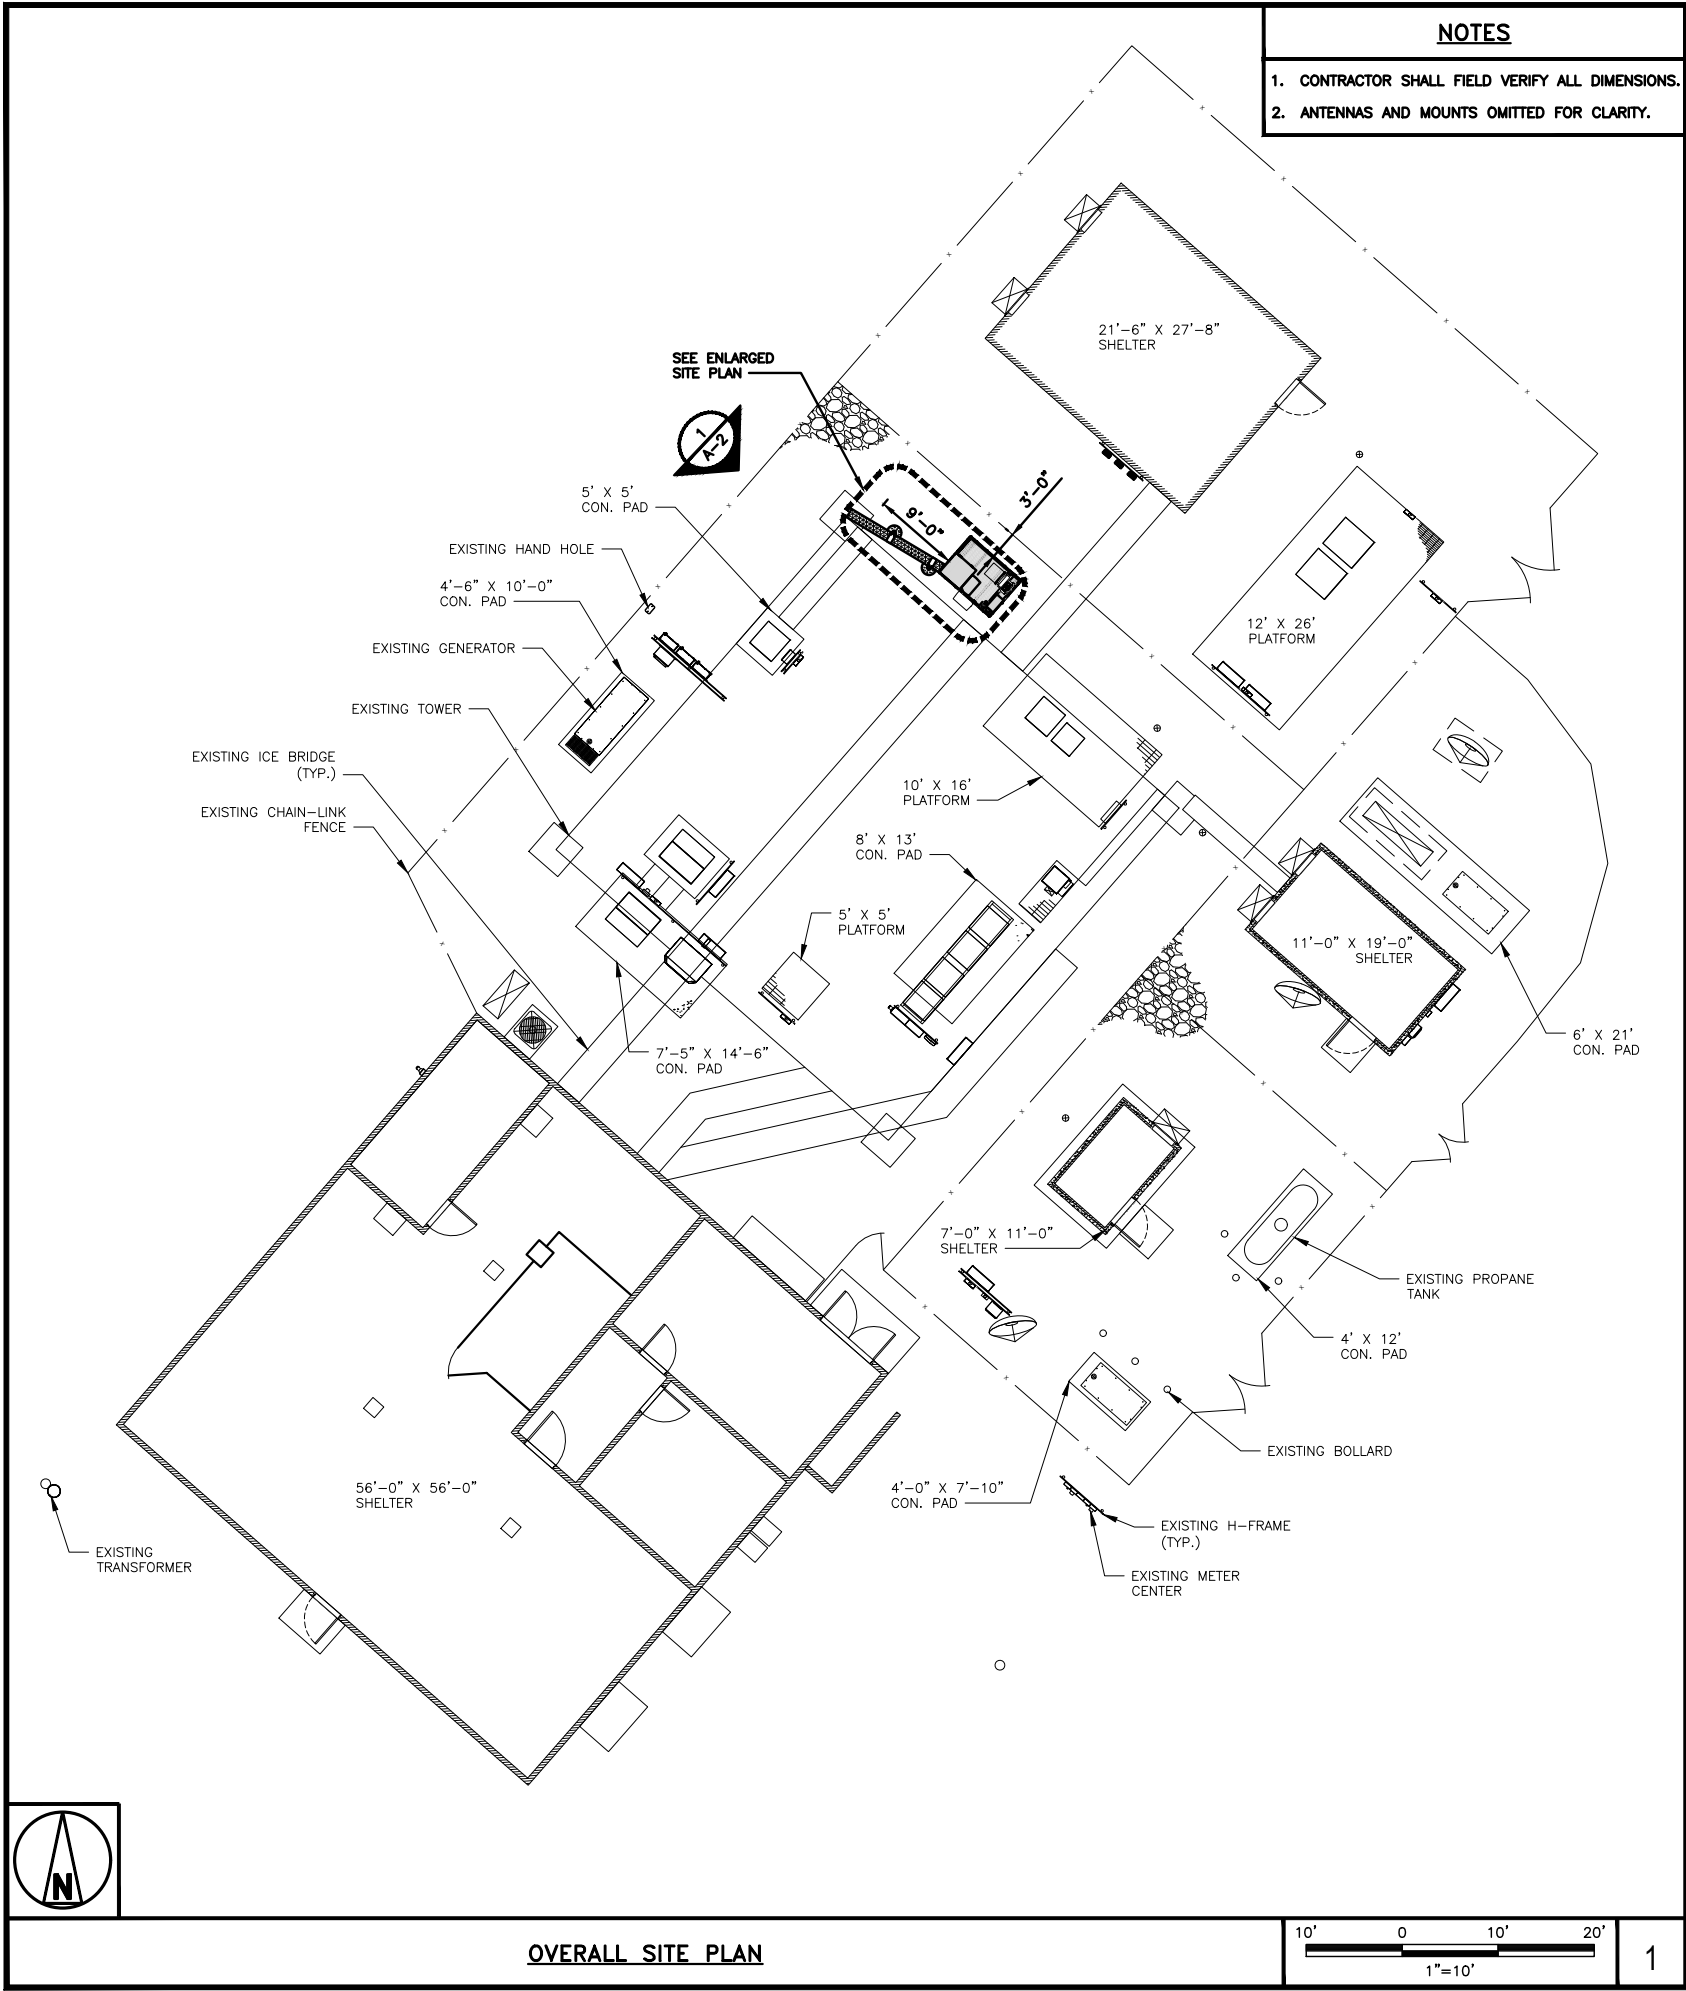 NOTES
1. CONTRACTOR SHALL FIELD VERIFY ALL DIMENSIONS.
2. ANTENNAS AND MOUNTS OMITTED FOR CLARITY.
21'-6" X 27'-8"
SHELTER
SEE ENLARGED
SITE PLAN
1
A-2
5' X 5'
CON. PAD
9'-0"
3'-0"
EXISTING HAND HOLE
4'-6" X 10'-0"
CON. PAD
EXISTING GENERATOR
EXISTING TOWER
EXISTING ICE BRIDGE
(TYP.)
EXISTING CHAIN-LINK
FENCE
12' X 26'
PLATFORM
10' X 16'
PLATFORM
8' X 13'
CON. PAD
5' X 5'
PLATFORM
11'-0" X 19'-0"
SHELTER
6' X 21'
CON. PAD
7'-5" X 14'-6"
CON. PAD
7'-0" X 11'-0"
SHELTER
EXISTING PROPANE
TANK
4' X 12'
CON. PAD
EXISTING BOLLARD
4'-0" X 7'-10"
CON. PAD
56'-0" X 56'-0"
SHELTER
EXISTING H-FRAME
(TYP.)
EXISTING METER
CENTER
EXISTING
TRANSFORMER
N
OVERALL SITE PLAN
10' 0 10' 20'
1"=10'
1